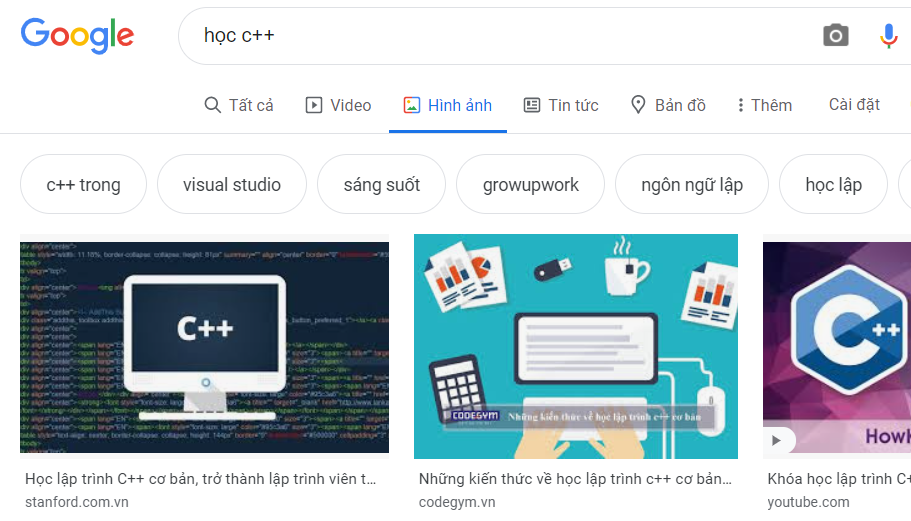 Google
học c++
Tất cả
Video
Hình ảnh
Tin tức
Bản đồ
Thêm
Cài đặt
c++ trong
visual studio
sáng suốt
growupwork
ngôn ngữ lập
học lập
C++
CODEGYM
Những kiến thức về học lập trình c++ cơ bản
C++
HowK
Học lập trình C++ cơ bản, trở thành lập trình viên t...
stanford.com.vn
Những kiến thức về học lập trình c++ cơ bản...
codegym.vn
Khóa học lập trình C+
youtube.com